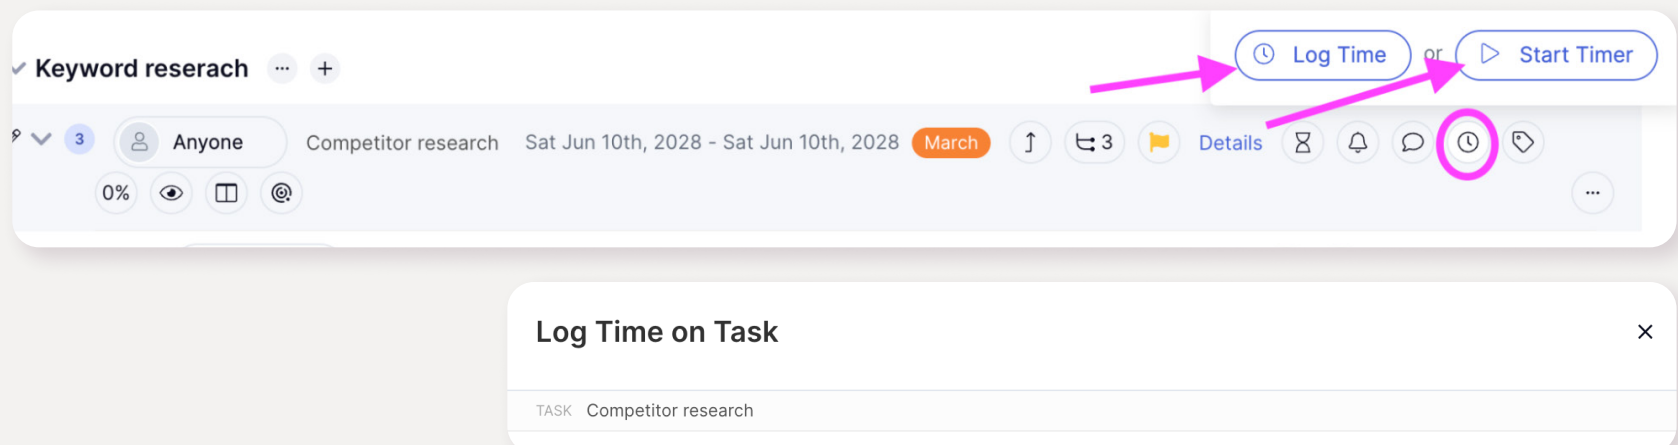 Log Time or Start Timer
Keyword reserach
3 Anyone Competitor research Sat Jun 10th, 2028 - Sat Jun 10th, 2028 March 3 Details
0%
Log Time on Task
TASK Competitor research